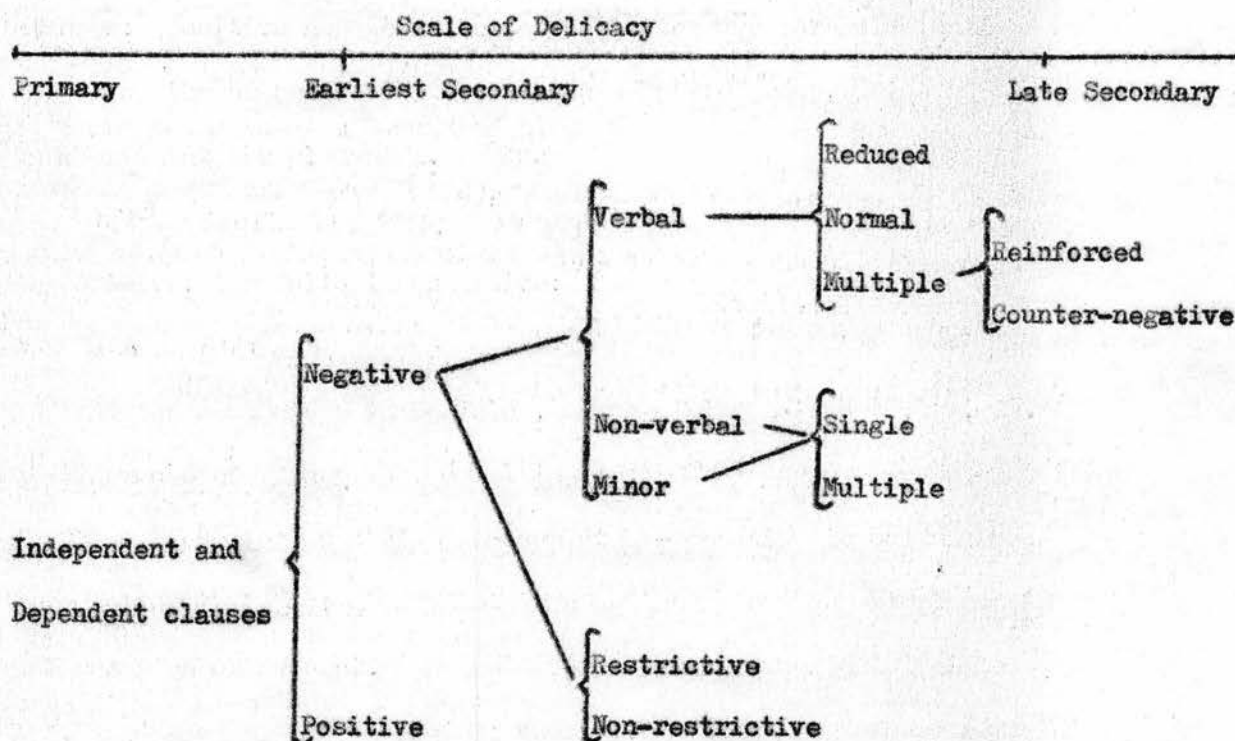 Scale of Delicacy
Primary Earliest Secondary Late Secondary
Reduced
Verbal Normal
Reinforced
Multiple
Counter-negative
Negative
Non-verbal Single
Minor Multiple
Independent and
Dependent clauses
Restrictive
Positive Non-restrictive